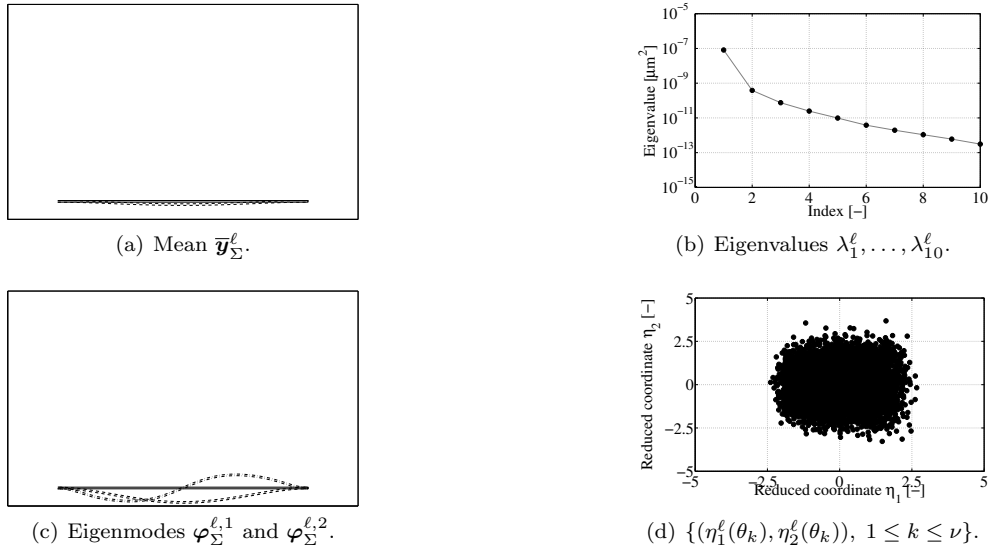 10⁻⁵
10⁻⁷
10⁻⁹
10⁻¹¹
10⁻¹³
10⁻¹⁵
Eigenvalue [µm²]
0 2 4 6 8 10
Index [−]
(a) Mean y̅_Σ^ℓ.
(b) Eigenvalues λ_1^ℓ, . . . , λ_10^ℓ.
5
2.5
0
−2.5
−5
Reduced coordinate η_2 [−]
−5 −2.5 0 2.5 5
Reduced coordinate η_1 [−]
(c) Eigenmodes φ_Σ^{ℓ,1} and φ_Σ^{ℓ,2}.
(d) {(η_1^ℓ(θ_k), η_2^ℓ(θ_k)), 1 ≤ k ≤ ν}.